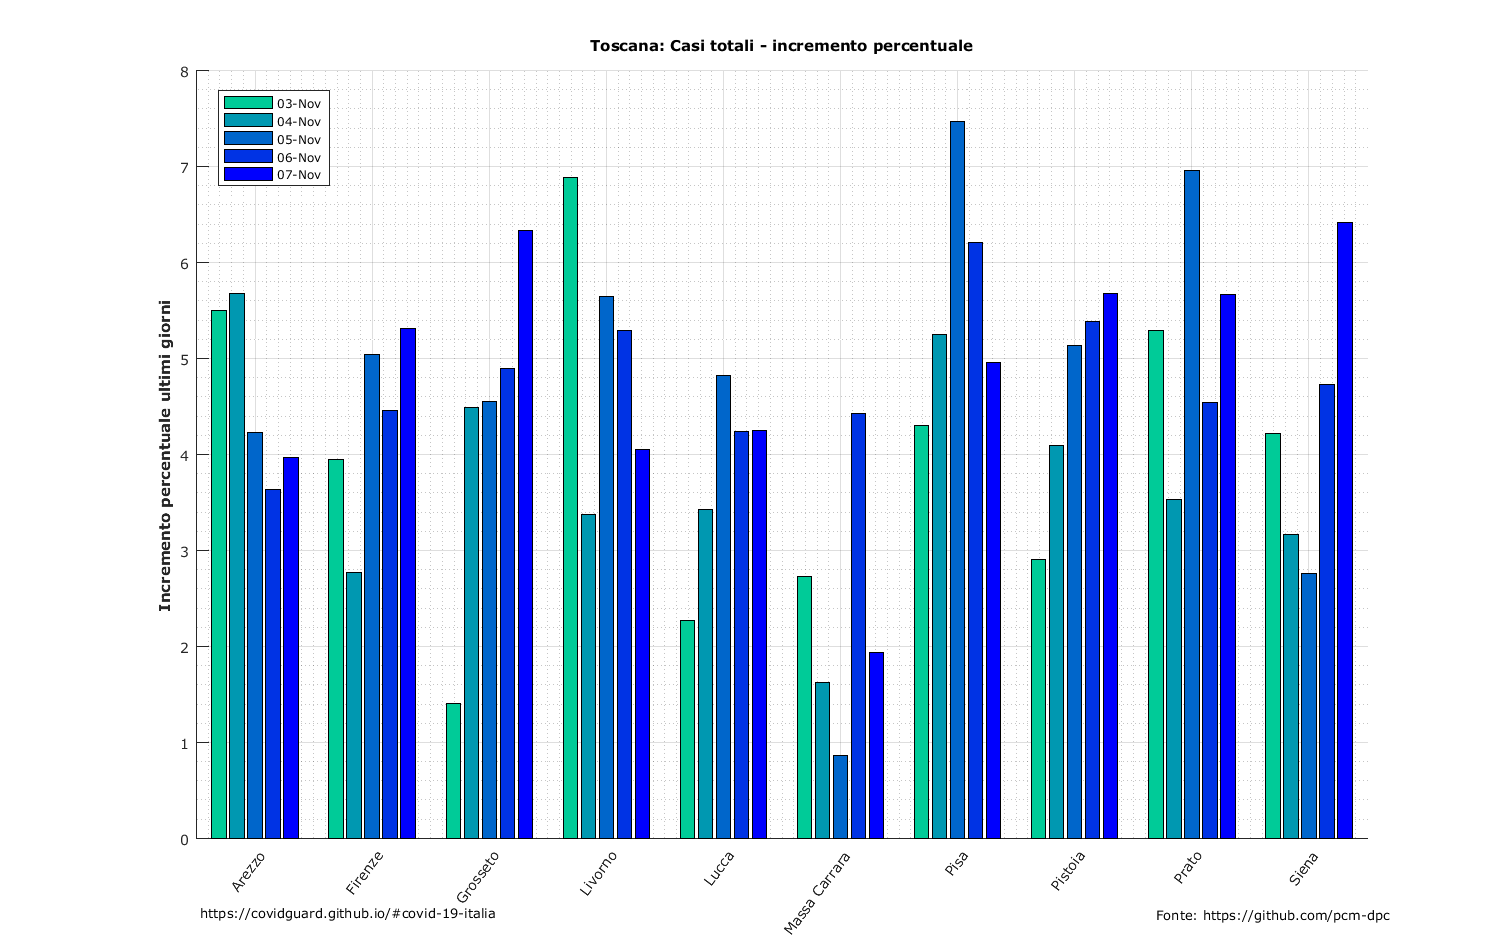 Toscana: Casi totali - incremento percentuale
8
7
6
5
4
3
2
1
0
Incremento percentuale ultimi giorni
03-Nov
04-Nov
05-Nov
06-Nov
07-Nov
Arezzo
Firenze
Grosseto
Livorno
Lucca
Massa Carrara
Pisa
Pistoia
Prato
Siena
https://covidguard.github.io/#covid-19-italia
Fonte: https://github.com/pcm-dpc